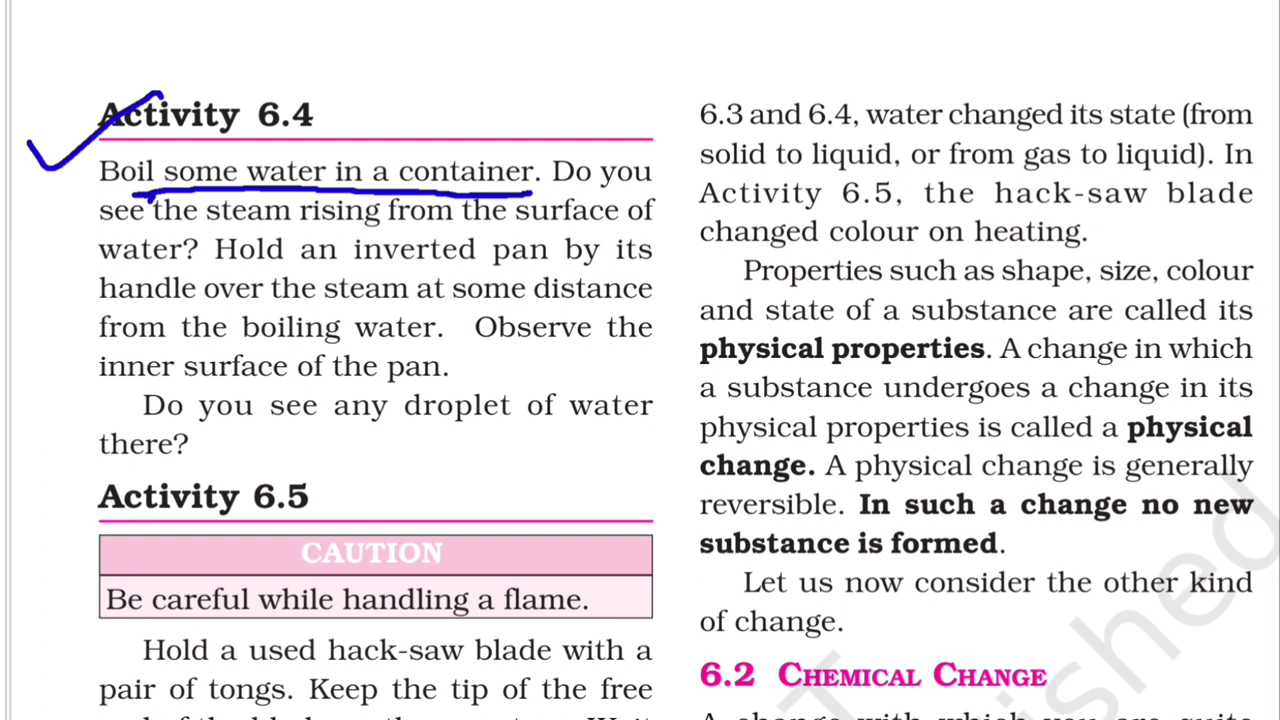 Activity 6.4
Boil some water in a container. Do you
see the steam rising from the surface of
water? Hold an inverted pan by its
handle over the steam at some distance
from the boiling water. Observe the
inner surface of the pan.
Do you see any droplet of water
there?
Activity 6.5
CAUTION
Be careful while handling a flame.
Hold a used hack-saw blade with a
pair of tongs. Keep the tip of the free
6.3 and 6.4, water changed its state (from
solid to liquid, or from gas to liquid). In
Activity 6.5, the hack-saw blade
changed colour on heating.
Properties such as shape, size, colour
and state of a substance are called its
physical properties. A change in which
a substance undergoes a change in its
physical properties is called a physical
change. A physical change is generally
reversible. In such a change no new
substance is formed.
Let us now consider the other kind
of change.
6.2 CHEMICAL CHANGE
A change with which you are quite